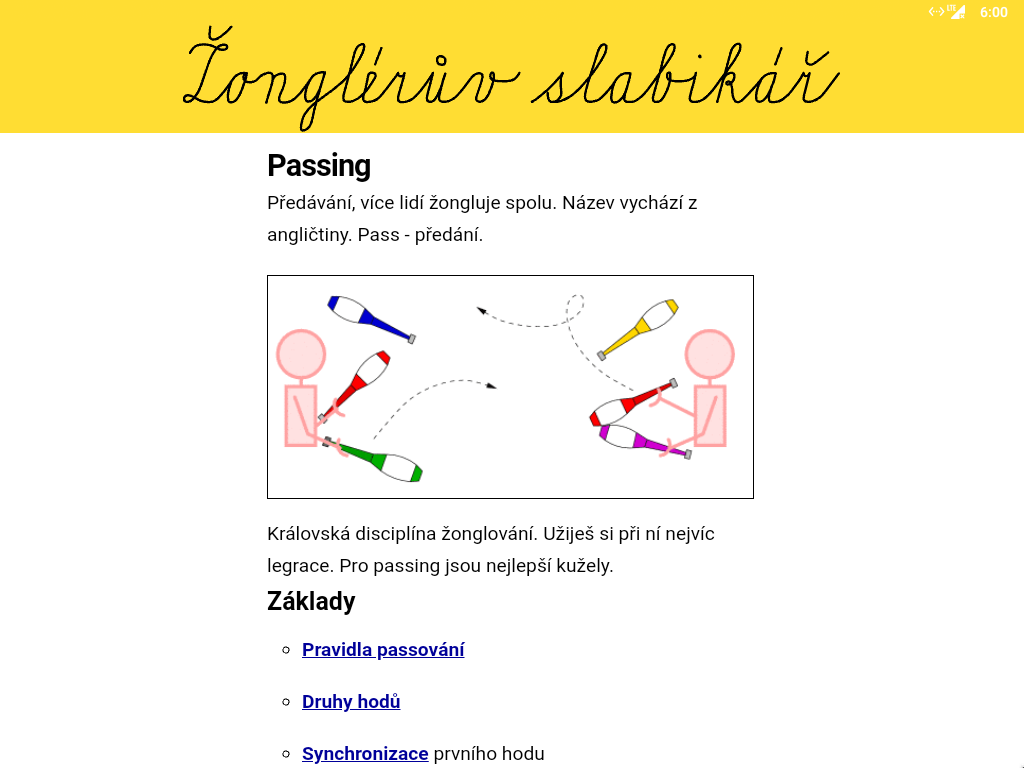 6:00
Žonglérův slabikář
Passing
Předávání, více lidí žongluje spolu. Název vychází z
angličtiny. Pass - předání.
Královská disciplína žonglování. Užiješ si při ní nejvíc
legrace. Pro passing jsou nejlepší kužely.
Základy
Pravidla passování
Druhy hodů
Synchronizace prvního hodu